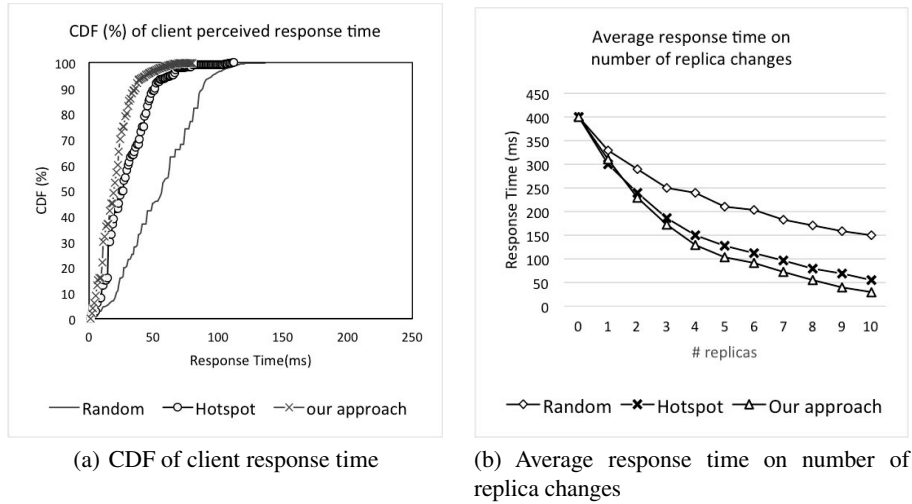 CDF (%) of client perceived response time
100
90
80
70
60
50
40
30
20
10
0
CDF (%)
0 50 100 150 200 250
Response Time(ms)
Random Hotspot our approach
(a) CDF of client response time
Average response time on
number of replica changes
450
400
350
300
250
200
150
100
50
0
Response Time (ms)
0 1 2 3 4 5 6 7 8 9 10
# replicas
Random Hotspot Our approach
(b) Average response time on number of
replica changes